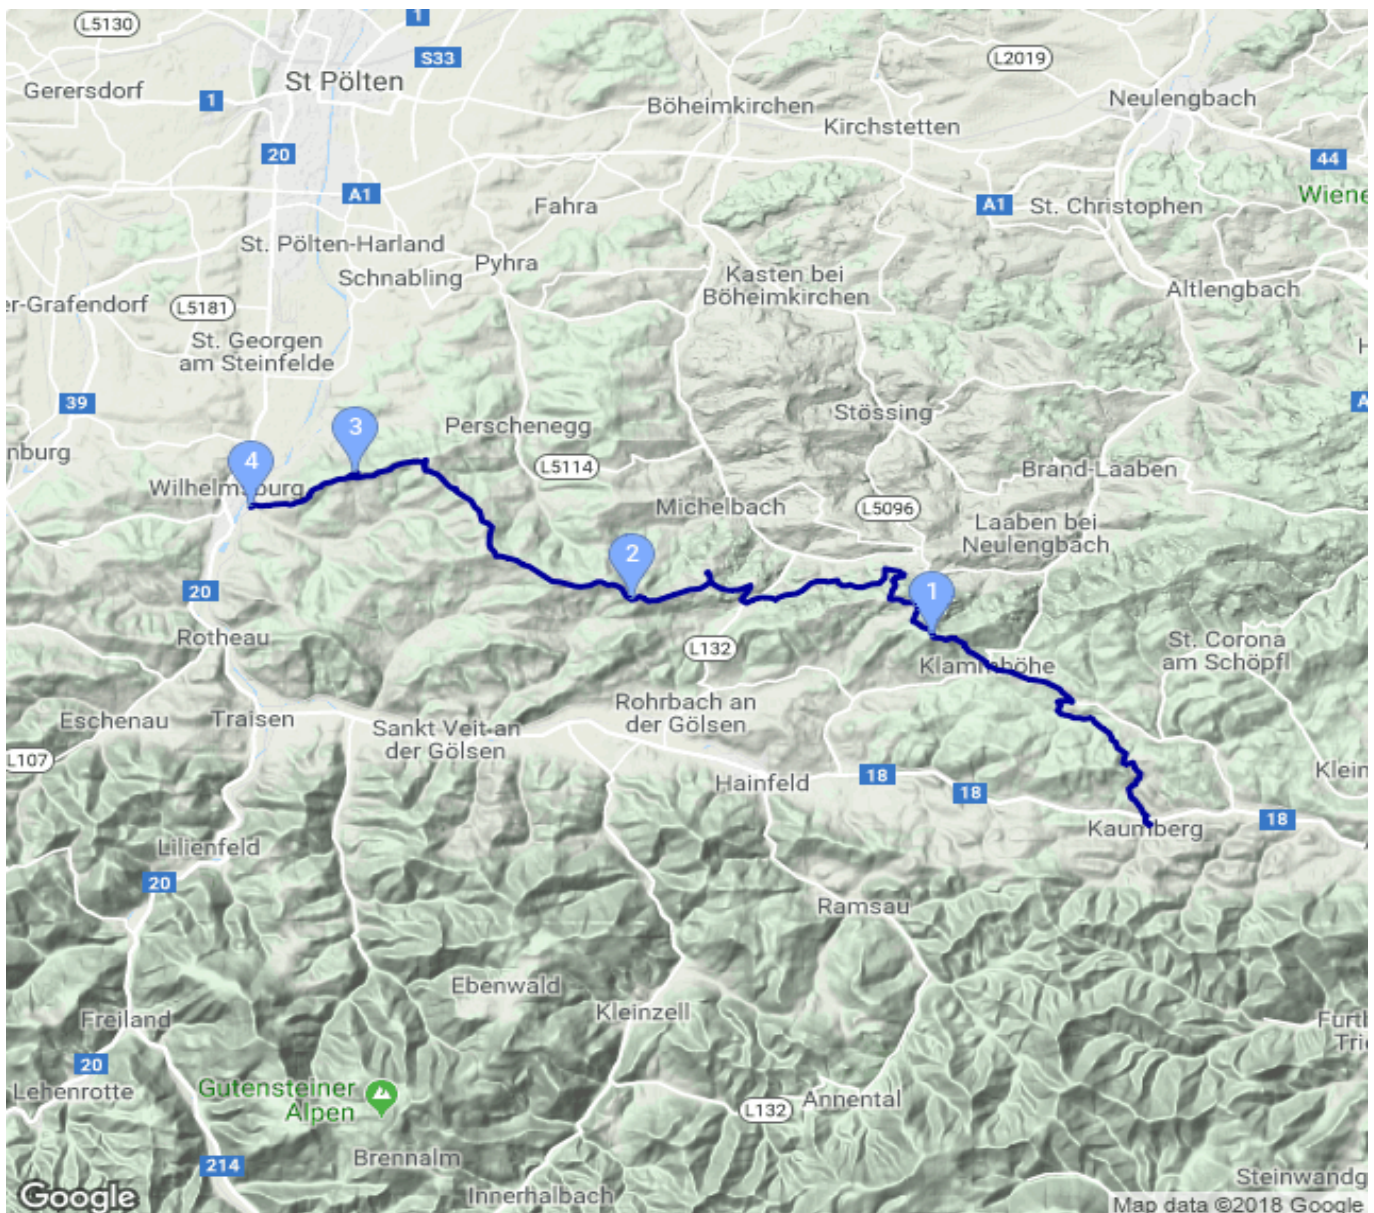 L5130
1
S33
St Pölten
L2019
Gerersdorf
1
Böheimkirchen
Neulengbach
Kirchstetten
20
44
A1
Fahra
A1
St. Christophen
Wiene
St. Pölten-Harland
Schnabling
Pyhra
Kasten bei
Böheimkirchen
Altlengbach
er-Grafendorf
L5181
St. Georgen
am Steinfelde
H
39
A
Stössing
3
Perschenegg
nburg
4
L5114
Brand-Laaben
Wilhelmsburg
Michelbach
L5096
Laaben bei
Neulengbach
2
20
1
Rotheau
L132
St. Corona
am Schöpfl
Klammhöhe
Eschenau
Traisen
Rohrbach an
der Gölsen
Sankt Veit an
der Gölsen
L107
Hainfeld
18
18
Klein
Kaumberg
18
Lilienfeld
20
Ramsau
Ebenwald
Kleinzell
Freiland
Furth
Trie
20
Lehenrotte
Gutensteiner
Alpen
L132
Annental
214
Brennalm
Innerhalbach
Steinwandg
Google
Map data ©2018 Google